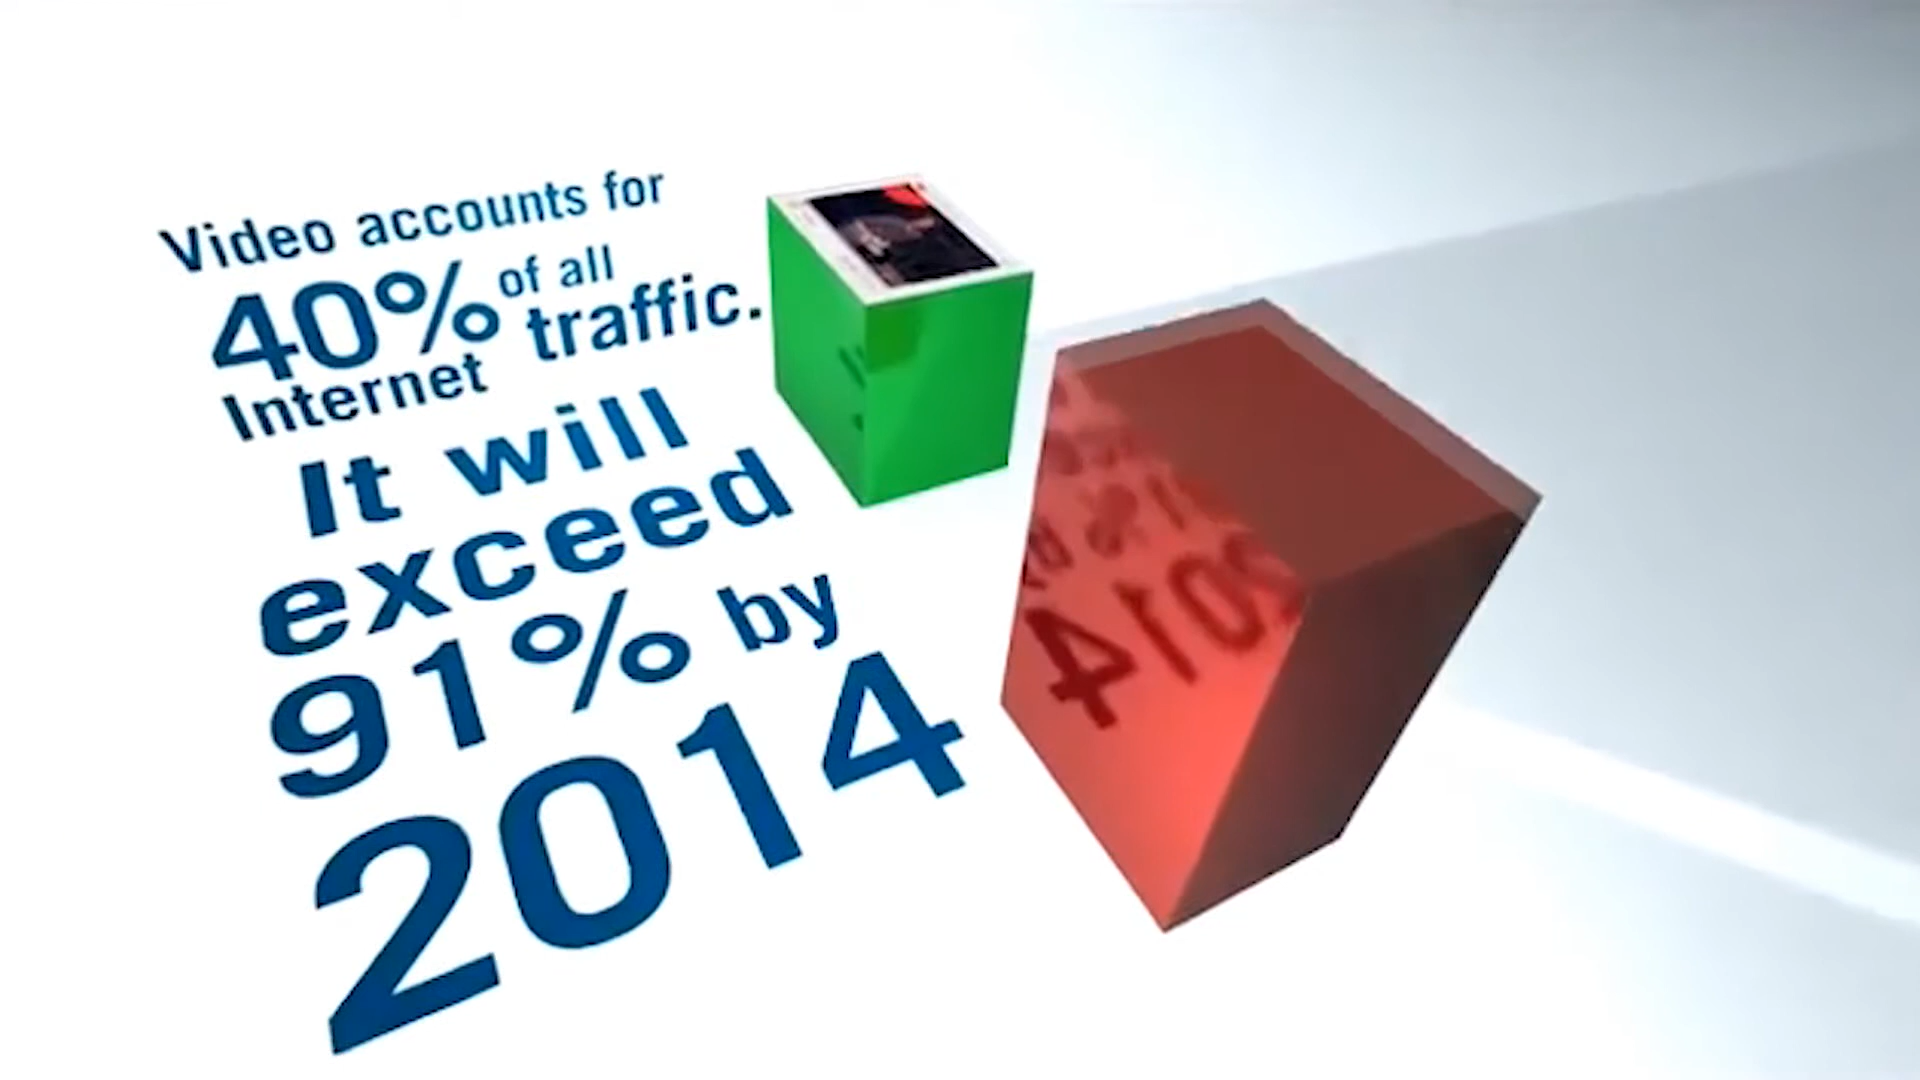 Video accounts for
40% of all
Internet traffic.
It will
exceed
91% by
2014